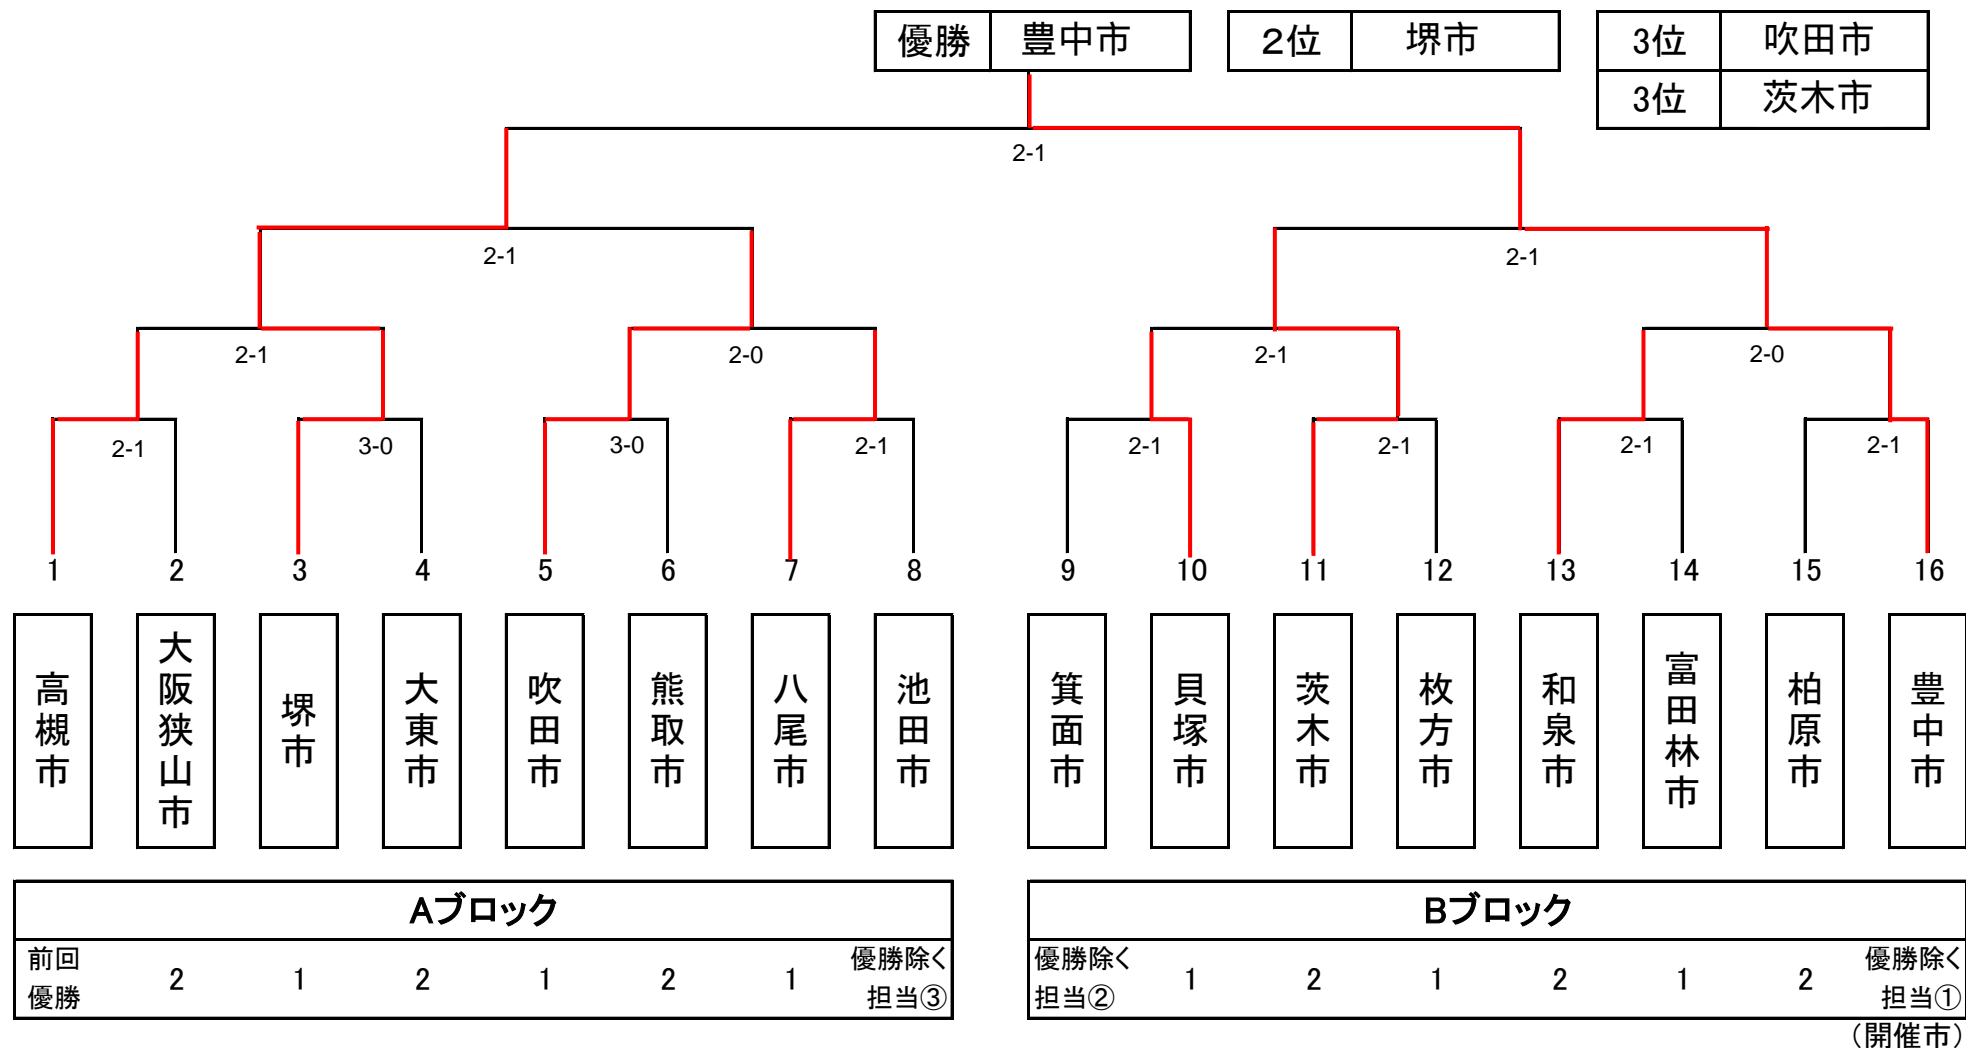 優勝 豊中市 2位 堺市 3位 吹田市
3位 茨木市
2-1
2-1 2-1
2-1 2-0 2-1 2-0
2-1 3-0 3-0 2-1 2-1 2-1 2-1 2-1
1 2 3 4 5 6 7 8 9 10 11 12 13 14 15 16
高槻市
大阪狭山市
堺市
大東市
吹田市
熊取市
八尾市
池田市
箕面市
貝塚市
茨木市
枚方市
和泉市
富田林市
柏原市
豊中市
Aブロック
前回優勝 2 1 2 1 2 1 優勝除く担当③
Bブロック
優勝除く担当② 1 2 1 2 1 2 優勝除く担当①
（開催市）